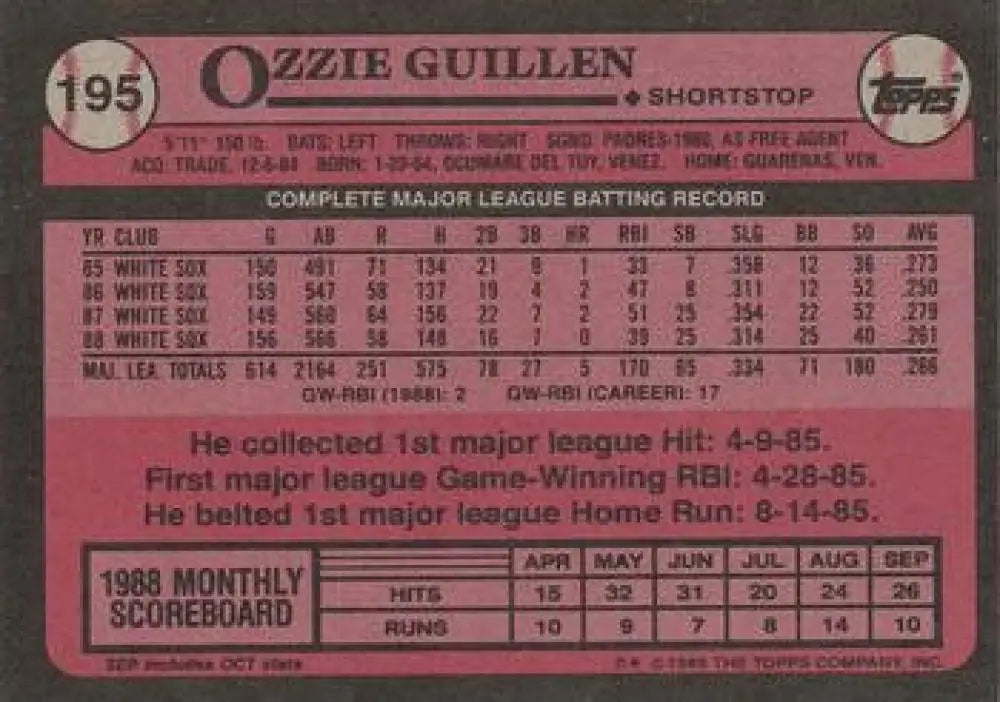 195
OZZIE GUILLEN
SHORTSTOP
TOPPS
5'11" 150 lb. BATS: LEFT THROWS: RIGHT SGND: PADRES-1980, AS FREE AGENT
ACQ: TRADE, 12-6-84 BORN: 1-20-64, OCUMARE DEL TUY, VENEZ. HOME: GUARENAS, VEN.
COMPLETE MAJOR LEAGUE BATTING RECORD
YR CLUB G AB R H 2B 3B HR RBI SB SLG BB SO AVG
85 WHITE SOX 150 491 71 134 21 8 1 33 7 .358 12 36 .273
86 WHITE SOX 159 547 58 137 19 4 2 47 8 .311 12 52 .250
87 WHITE SOX 149 560 64 156 22 7 2 51 25 .354 22 52 .279
88 WHITE SOX 156 566 58 148 16 7 0 39 25 .314 25 40 .261
MAJ. LEA. TOTALS 614 2164 251 575 78 27 5 170 65 .334 71 180 .266
GW-RBI (1988): 2 GW-RBI (CAREER): 17
He collected 1st major league Hit: 4-9-85.
First major league Game-Winning RBI: 4-28-85.
He belted 1st major league Home Run: 8-14-85.
1988 MONTHLY SCOREBOARD
APR MAY JUN JUL AUG SEP
HITS 15 32 31 20 24 26
RUNS 10 9 7 8 14 10
SEP includes OCT stats
© 1989 THE TOPPS COMPANY, INC.